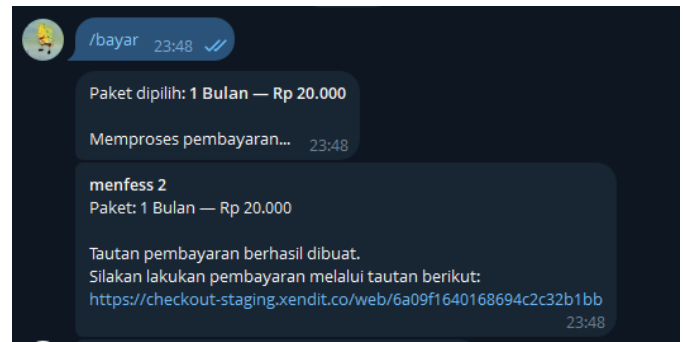 /bayar 23:48
Paket dipilih: 1 Bulan — Rp 20.000
Memproses pembayaran... 23:48
menfess 2
Paket: 1 Bulan — Rp 20.000
Tautan pembayaran berhasil dibuat.
Silakan lakukan pembayaran melalui tautan berikut:
https://checkout-staging.xendit.co/web/6a09f1640168694c2c32b1bb
23:48